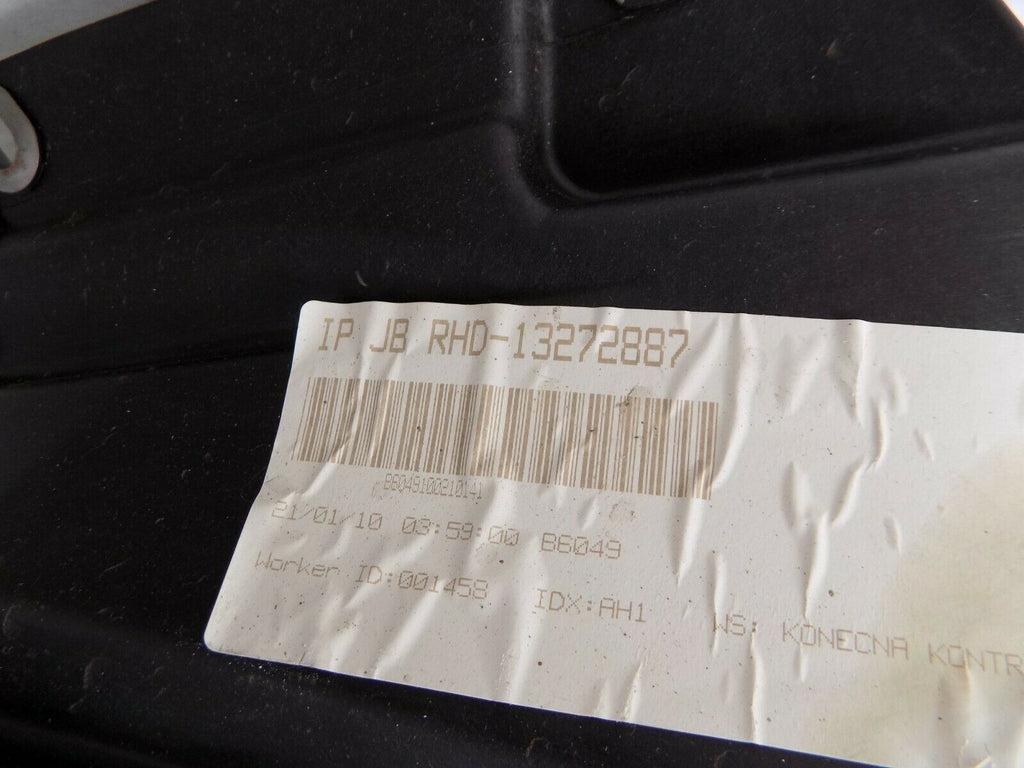 IP JB RHD-13272887
86049100210141
21/01/10 03:59:00 B6049
Worker ID:001458 IDX:AH1 WS: KONECNA KONTR